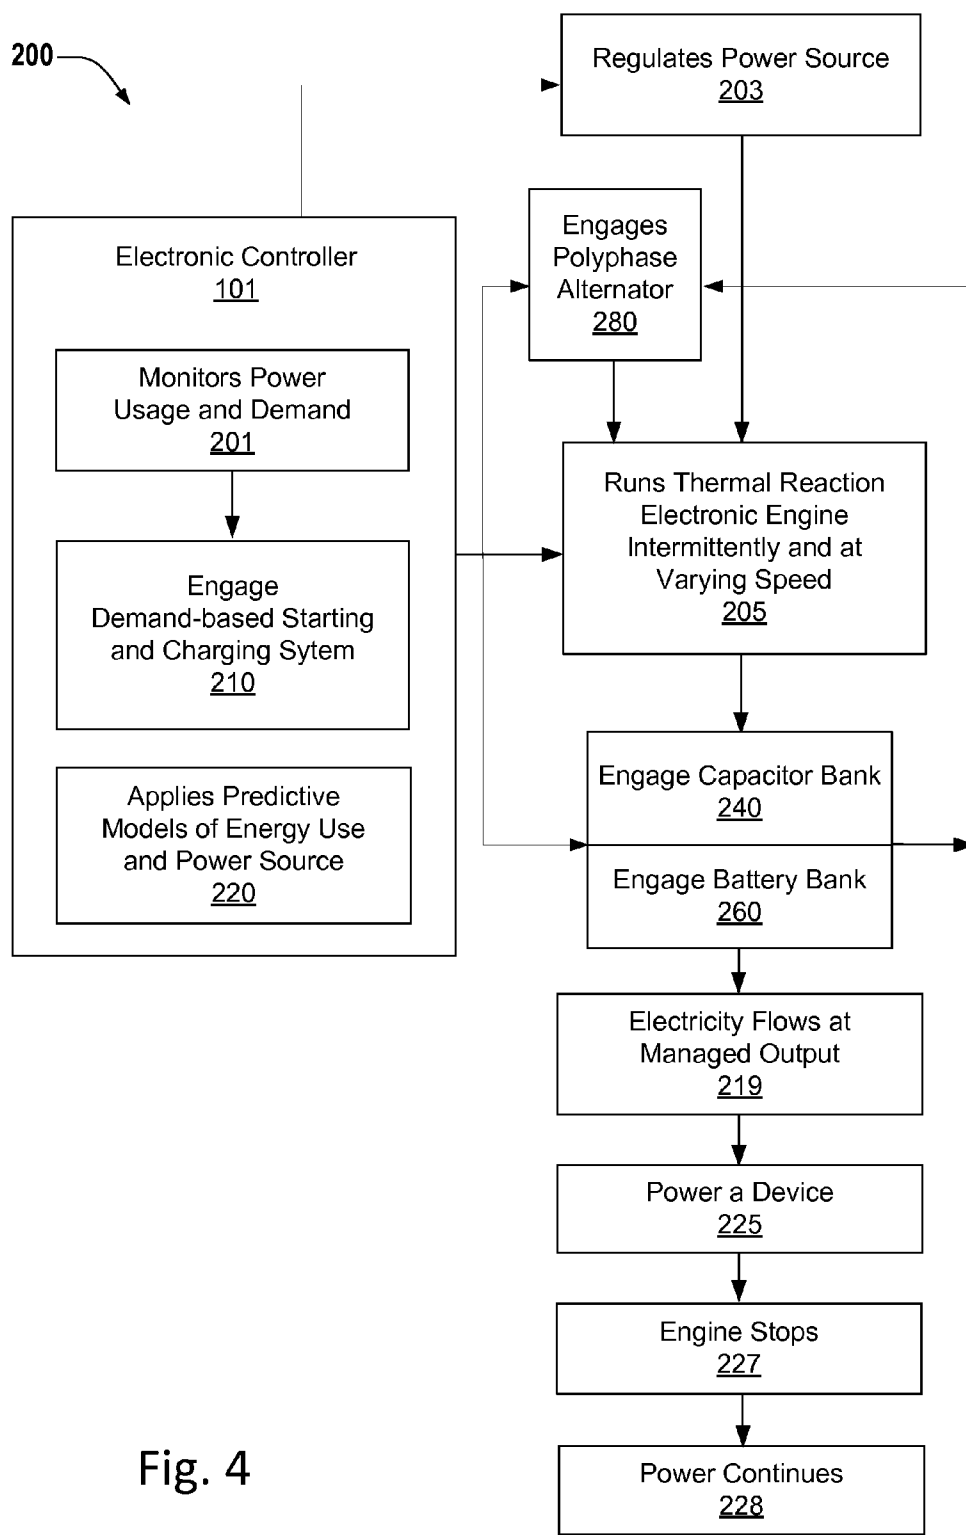 200
Regulates Power Source
203
Electronic Controller
101
Monitors Power
Usage and Demand
201
Engage
Demand-based Starting
and Charging Sytem
210
Applies Predictive
Models of Energy Use
and Power Source
220
Engages
Polyphase
Alternator
280
Runs Thermal Reaction
Electronic Engine
Intermittently and at
Varying Speed
205
Engage Capacitor Bank
240
Engage Battery Bank
260
Electricity Flows at
Managed Output
219
Power a Device
225
Engine Stops
227
Power Continues
228
Fig. 4